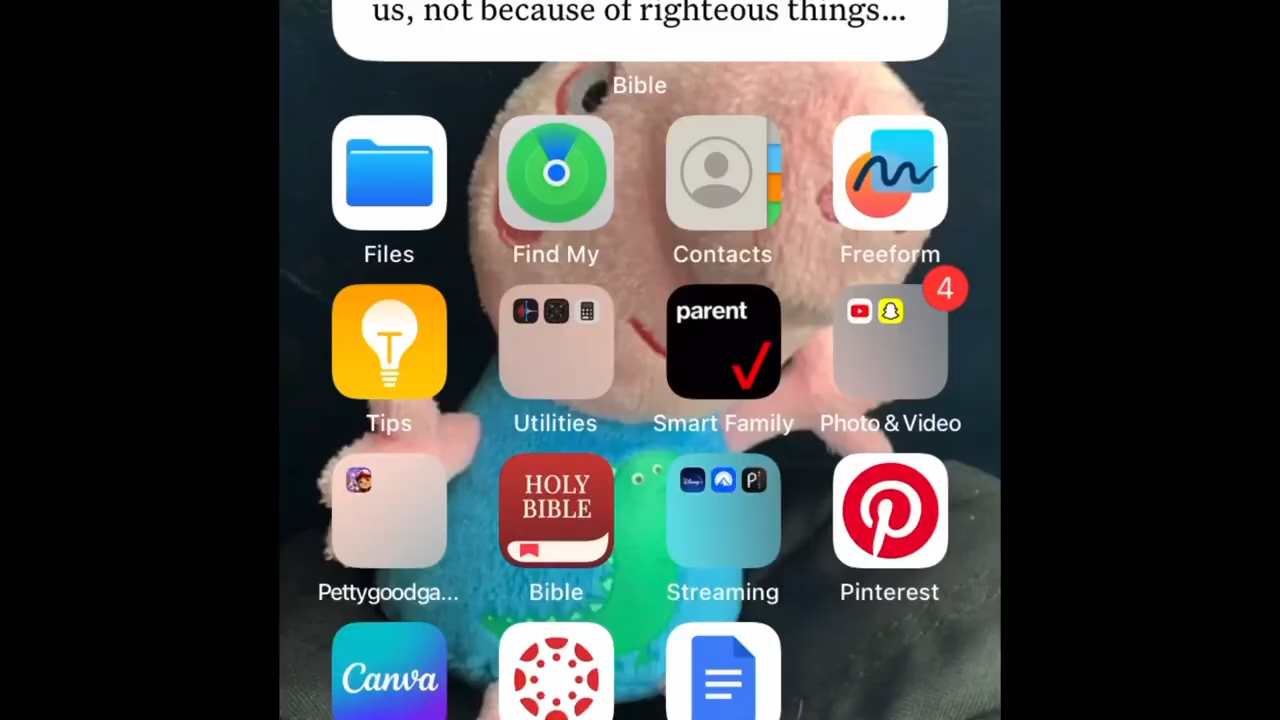 us, not because of righteous things...
Bible
Files
Find My
Contacts
Freeform
4
Tips
Utilities
parent
Smart Family
Photo & Video
Pettygoodga...
HOLY
BIBLE
Bible
Disney+
P
Streaming
Pinterest
Canva